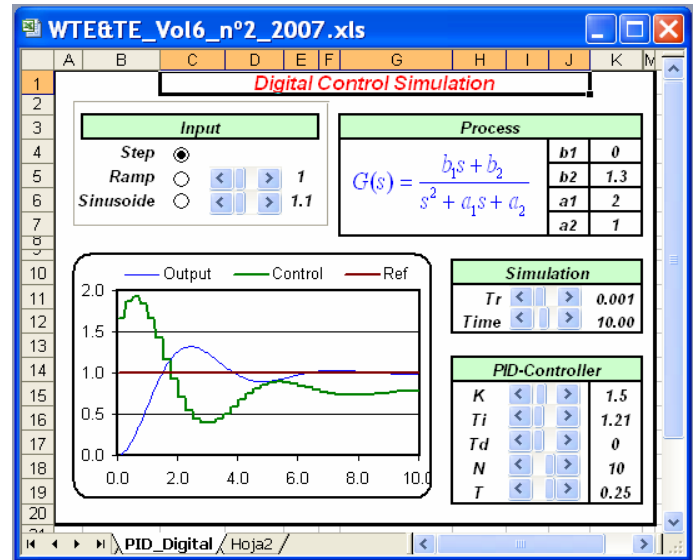 WTE&TE_Vol6_nº2_2007.xls
A B C D E F G H I J K M
1 Digital Control Simulation
2
3 Input Process
4 Step b1 0
5 Ramp 1 G(s) = b1s + b2 / s² + a1s + a2 b2 1.3
6 Sinusoide 1.1 a1 2
7 a2 1
8
9
10 Output Control Ref Simulation
11 2.0 Tr 0.001
12 1.5 Time 10.00
13
14 1.0 PID-Controller
15 K 1.5
16 0.5 Ti 1.21
17 Td 0
18 0.0 N 10
19 0.0 2.0 4.0 6.0 8.0 10.0 T 0.25
20
21
PID_Digital Hoja2